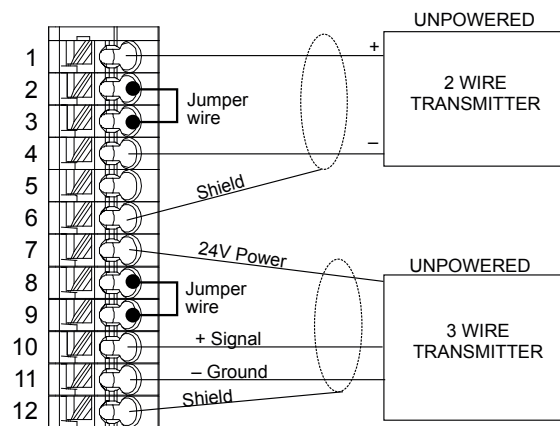 UNPOWERED
1
+
2 WIRE
TRANSMITTER
2
Jumper
wire
3
4
–
5
Shield
6
7
24V Power
UNPOWERED
8
Jumper
wire
9
3 WIRE
TRANSMITTER
10
+ Signal
11
– Ground
Shield
12